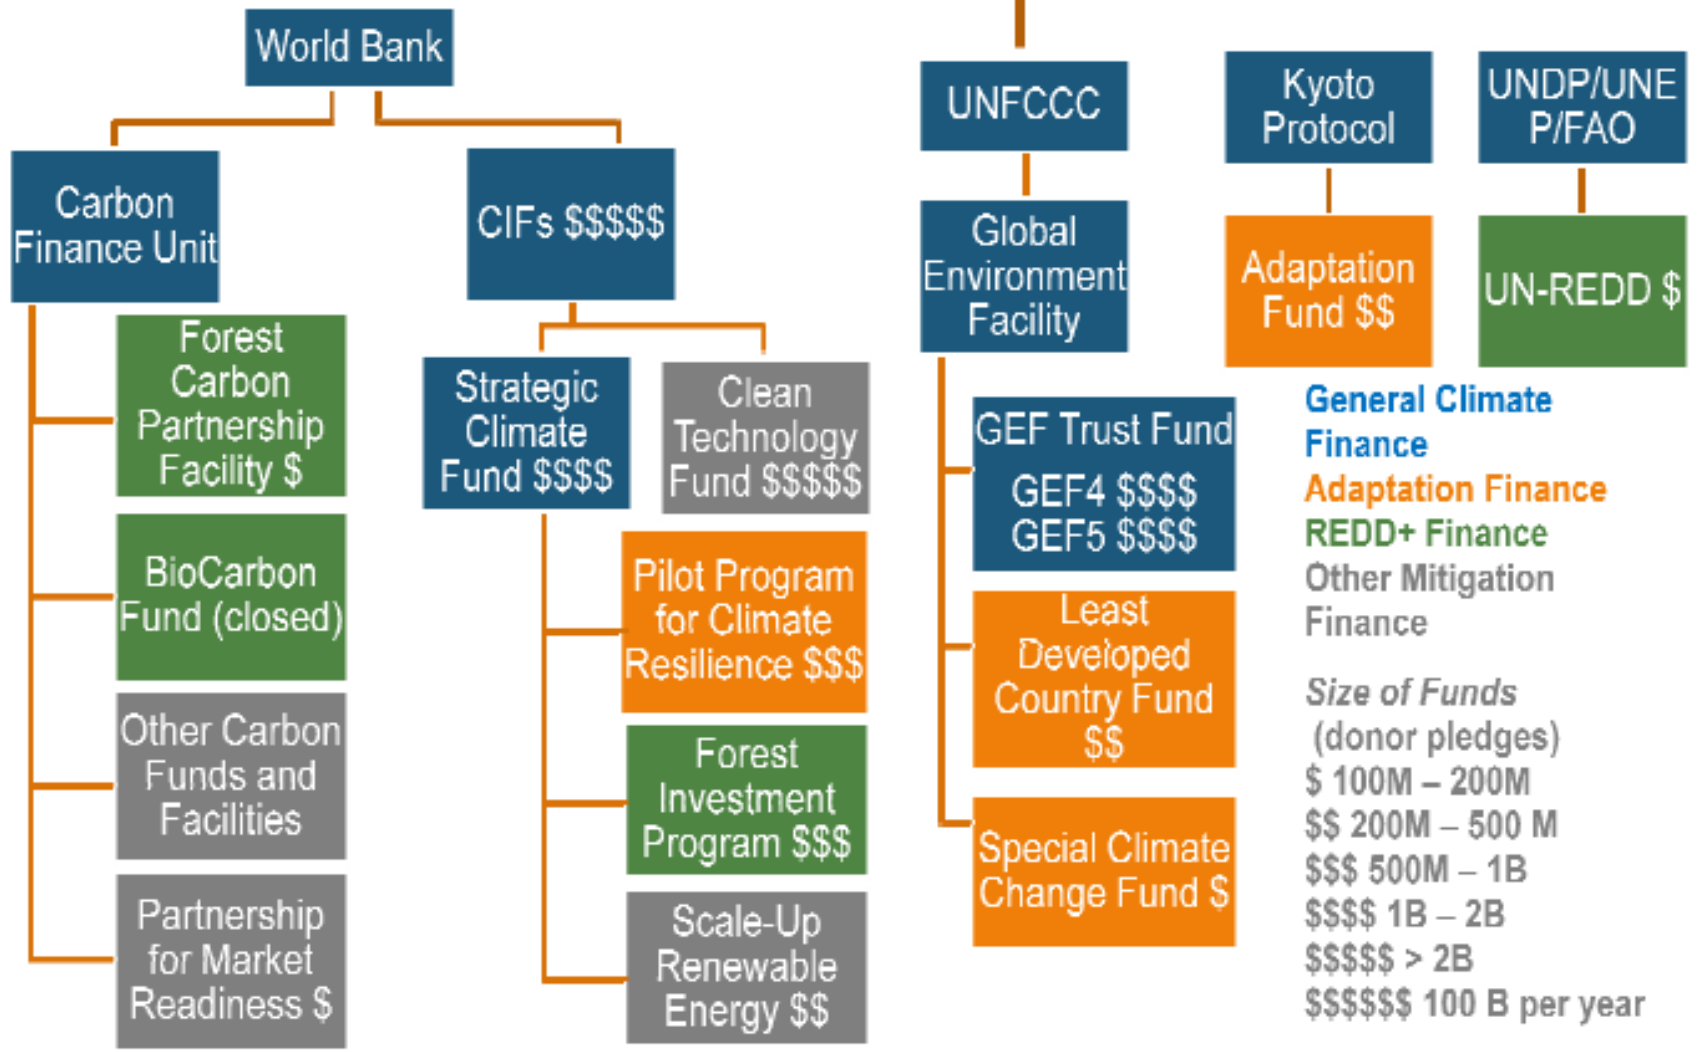 World Bank
Carbon
Finance Unit
Forest
Carbon
Partnership
Facility $
BioCarbon
Fund (closed)
Other Carbon
Funds and
Facilities
Partnership
for Market
Readiness $
CIFs $$$$$
Strategic
Climate
Fund $$$$
Clean
Technology
Fund $$$$$
Pilot Program
for Climate
Resilience $$$
Forest
Investment
Program $$$
Scale-Up
Renewable
Energy $$
UNFCCC
Global
Environment
Facility
GEF Trust Fund
GEF4 $$$$
GEF5 $$$$
Least
Developed
Country Fund
$$
Special Climate
Change Fund $
Kyoto
Protocol
Adaptation
Fund $$
UNDP/UNE
P/FAO
UN-REDD $
General Climate
Finance
Adaptation Finance
REDD+ Finance
Other Mitigation
Finance
Size of Funds
(donor pledges)
$ 100M – 200M
$$ 200M – 500 M
$$$ 500M – 1B
$$$$ 1B – 2B
$$$$$ > 2B
$$$$$$ 100 B per year